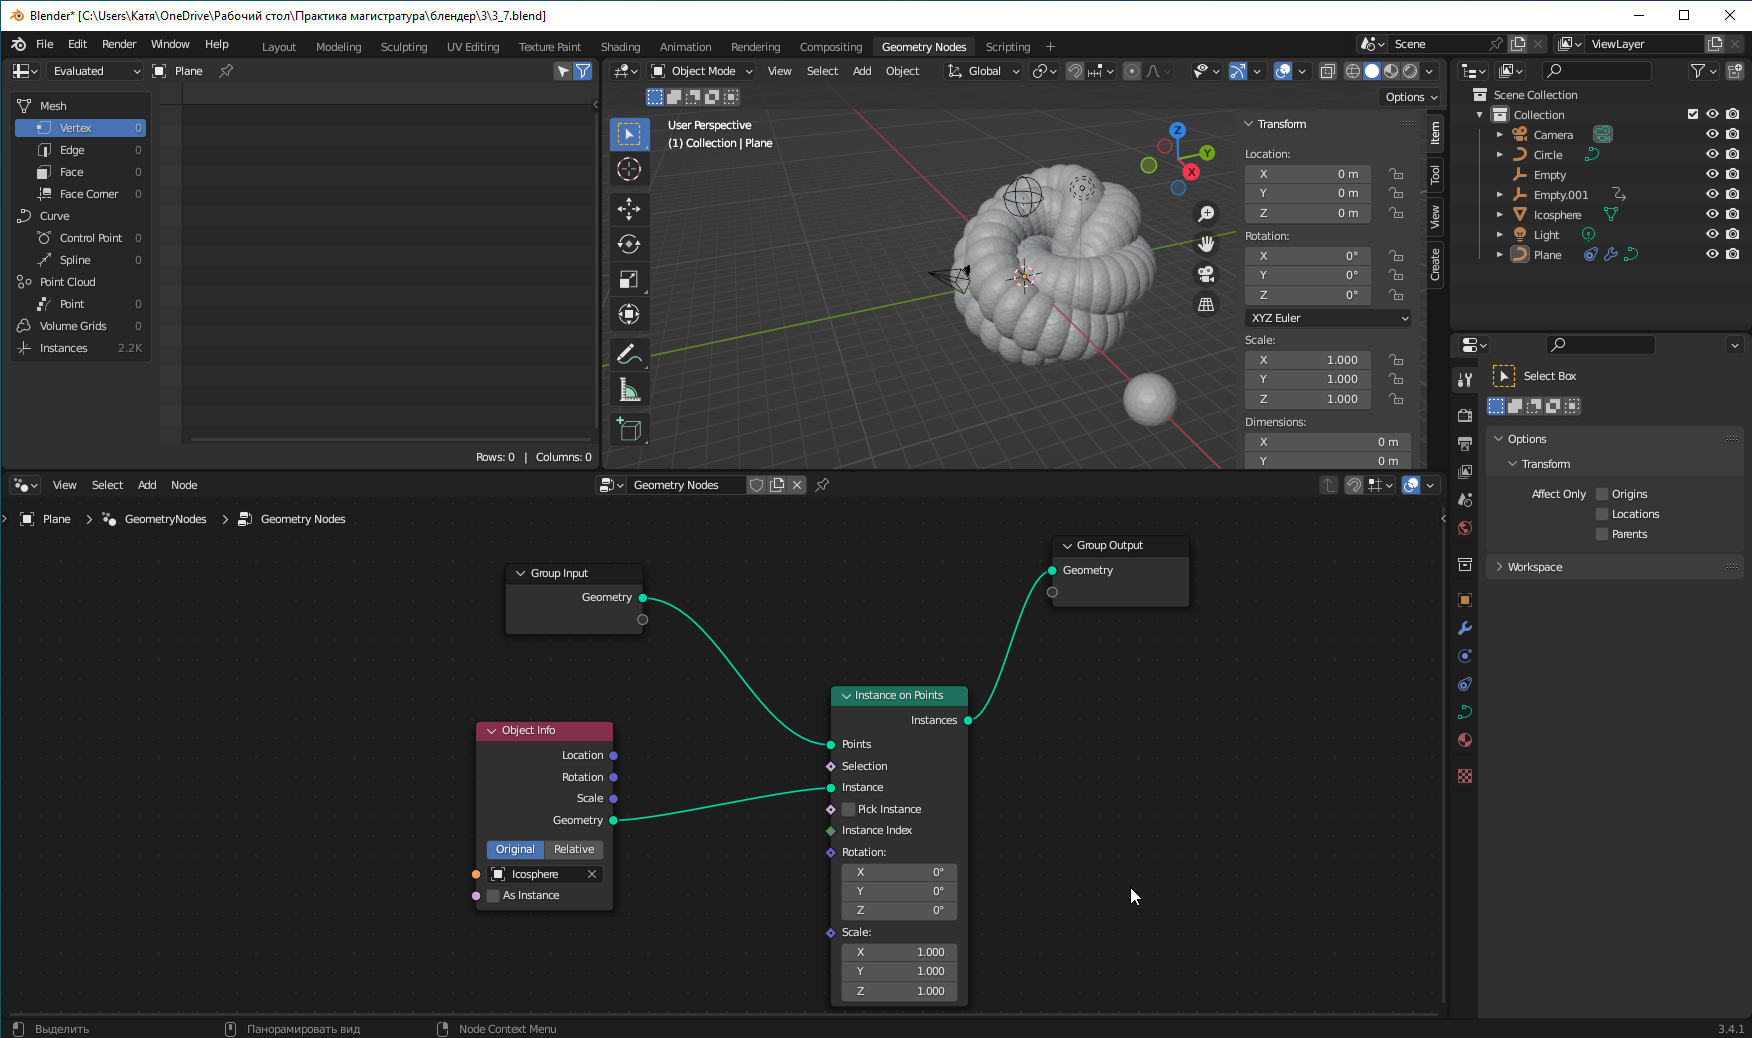 Blender* [C:\Users\Катя\OneDrive\Рабочий стол\Практика магистратура\блендер\3\3_7.blend]
File Edit Render Window Help
Layout Modeling Sculpting UV Editing Texture Paint Shading Animation Rendering Compositing Geometry Nodes Scripting
Scene
ViewLayer
Evaluated
Plane
Mesh
Vertex 0
Edge 0
Face 0
Face Corner 0
Curve
Control Point 0
Spline 0
Point Cloud
Point 0
Volume Grids 0
Instances 2.2K
Rows: 0 | Columns: 0
Object Mode View Select Add Object Global
Options
User Perspective
(1) Collection | Plane
Z
Y
X
Transform
Location:
X 0 m
Y 0 m
Z 0 m
Rotation:
X 0°
Y 0°
Z 0°
XYZ Euler
Scale:
X 1.000
Y 1.000
Z 1.000
Dimensions:
X 0 m
Y 0 m
Item
Tool
View
Create
Scene Collection
Collection
Camera
Circle
Empty
Empty.001
Icosphere
Light
Plane
Select Box
Options
Transform
Affect Only Origins
Locations
Parents
Workspace
View Select Add Node
Geometry Nodes
Plane GeometryNodes Geometry Nodes
Group Input
Geometry
Group Output
Geometry
Object Info
Location
Rotation
Scale
Geometry
Original Relative
Icosphere
As Instance
Instance on Points
Instances
Points
Selection
Instance
Pick Instance
Instance Index
Rotation:
X 0°
Y 0°
Z 0°
Scale:
X 1.000
Y 1.000
Z 1.000
Выделить
Панорамировать вид
Node Context Menu
3.4.1